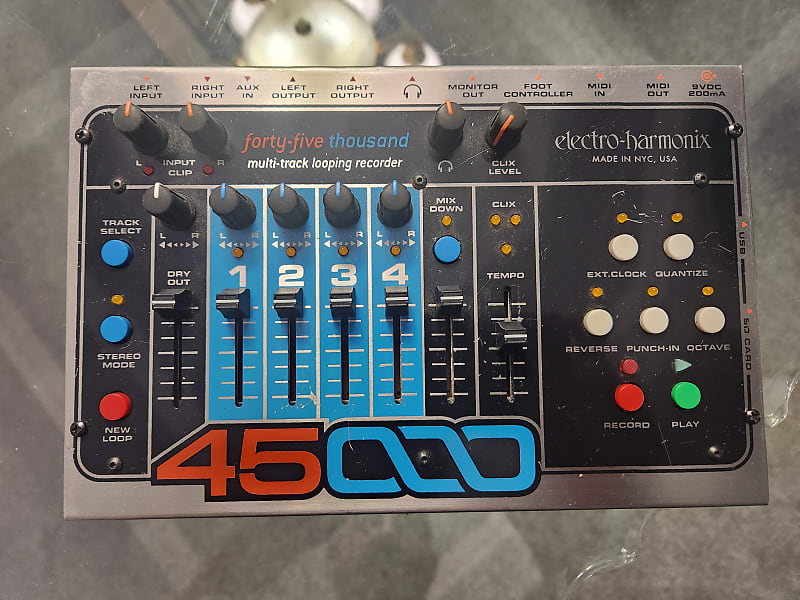 LEFT INPUT
RIGHT INPUT
AUX IN
LEFT OUTPUT
RIGHT OUTPUT
MONITOR OUT
FOOT CONTROLLER
MIDI IN
MIDI OUT
9VDC 200mA
forty-five thousand
multi-track looping recorder
L INPUT R
CLIP
CLIX LEVEL
electro-harmonix
MADE IN NYC, USA
TRACK SELECT
STEREO MODE
NEW LOOP
L R
DRY OUT
L R
1
L R
2
L R
3
L R
4
MIX DOWN
CLIX
TEMPO
EXT.CLOCK
QUANTIZE
REVERSE
PUNCH-IN
OCTAVE
RECORD
PLAY
USB
SD CARD
45000